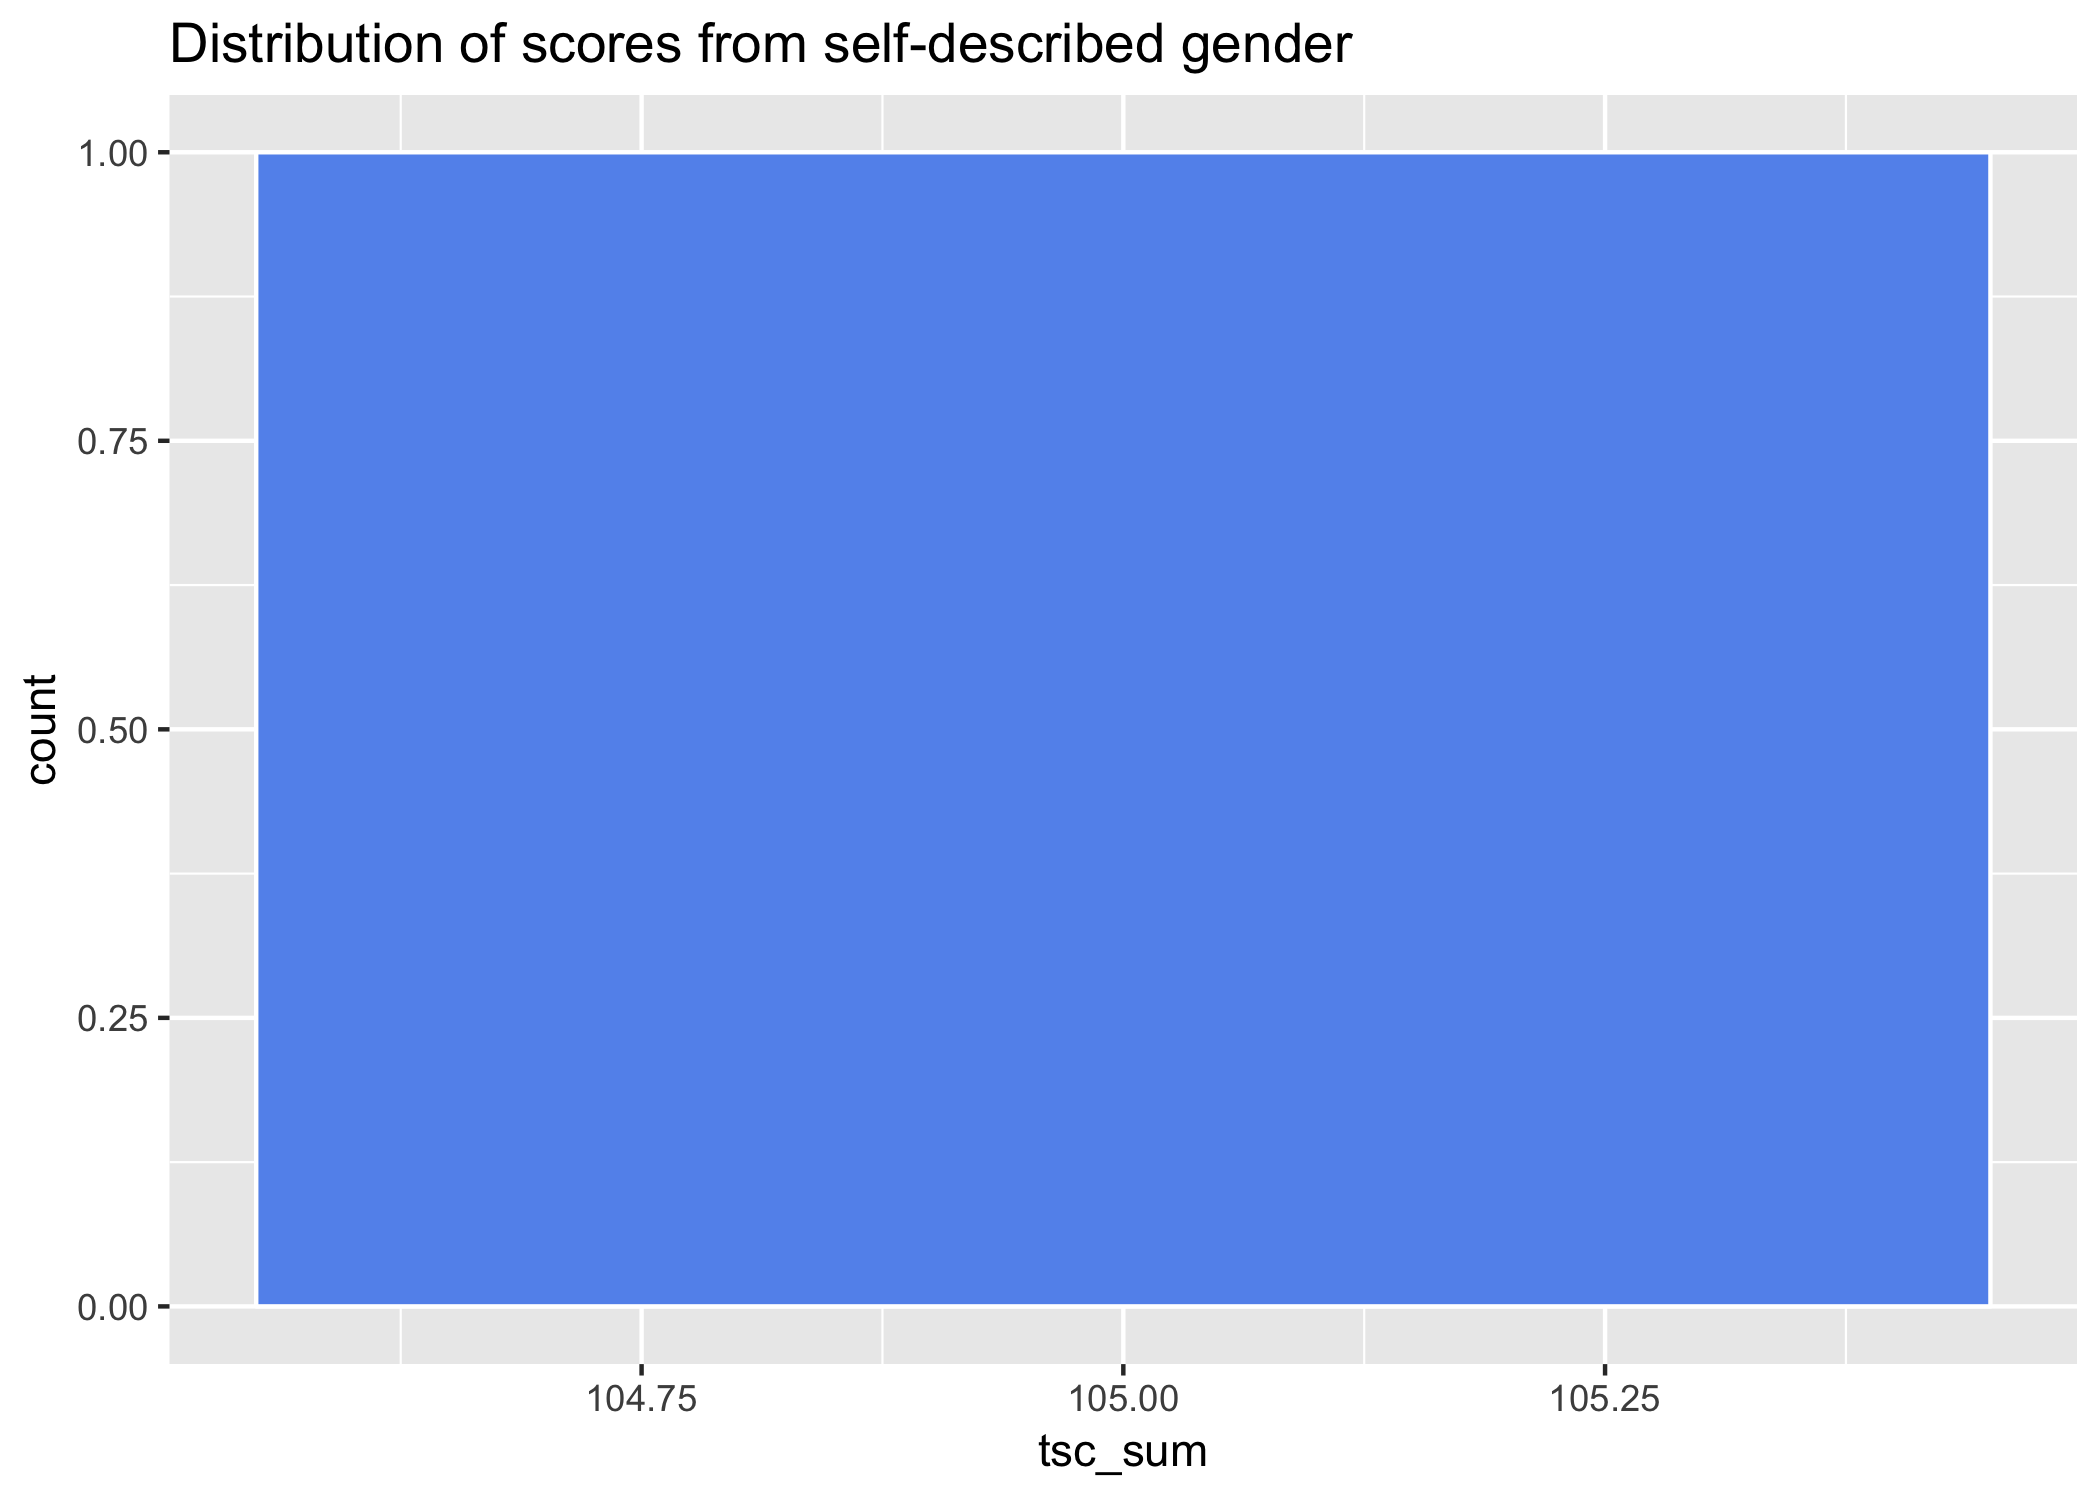 Distribution of scores from self-described gender
1.00
0.75
0.50
0.25
0.00
count
104.75 105.00 105.25
tsc_sum